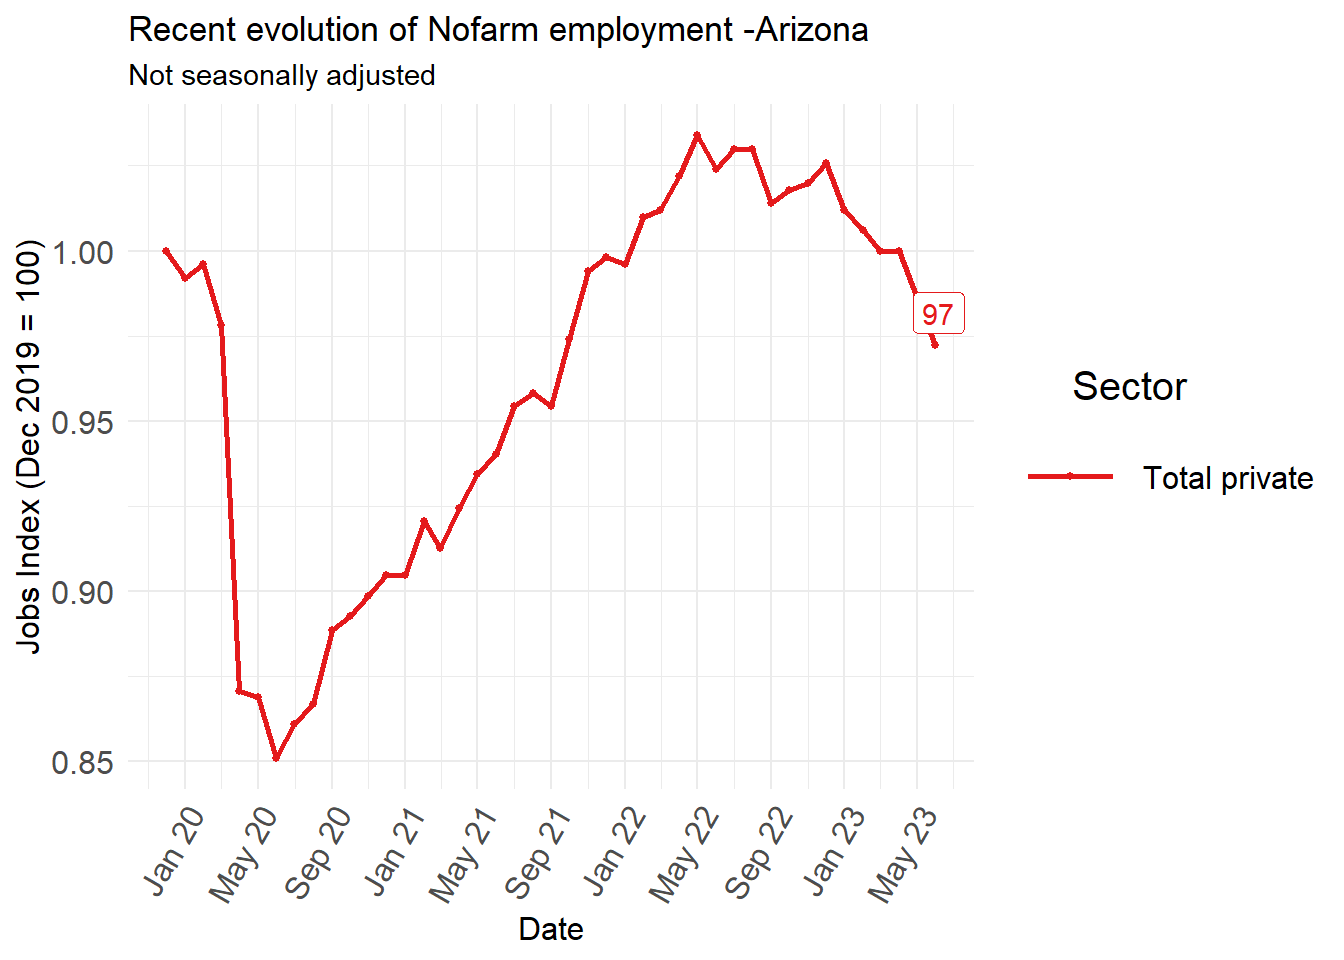 Recent evolution of Nofarm employment -Arizona
Not seasonally adjusted
Jobs Index (Dec 2019 = 100)
1.00
0.95
0.90
0.85
97
Sector
Total private
Jan 20
May 20
Sep 20
Jan 21
May 21
Sep 21
Jan 22
May 22
Sep 22
Jan 23
May 23
Date